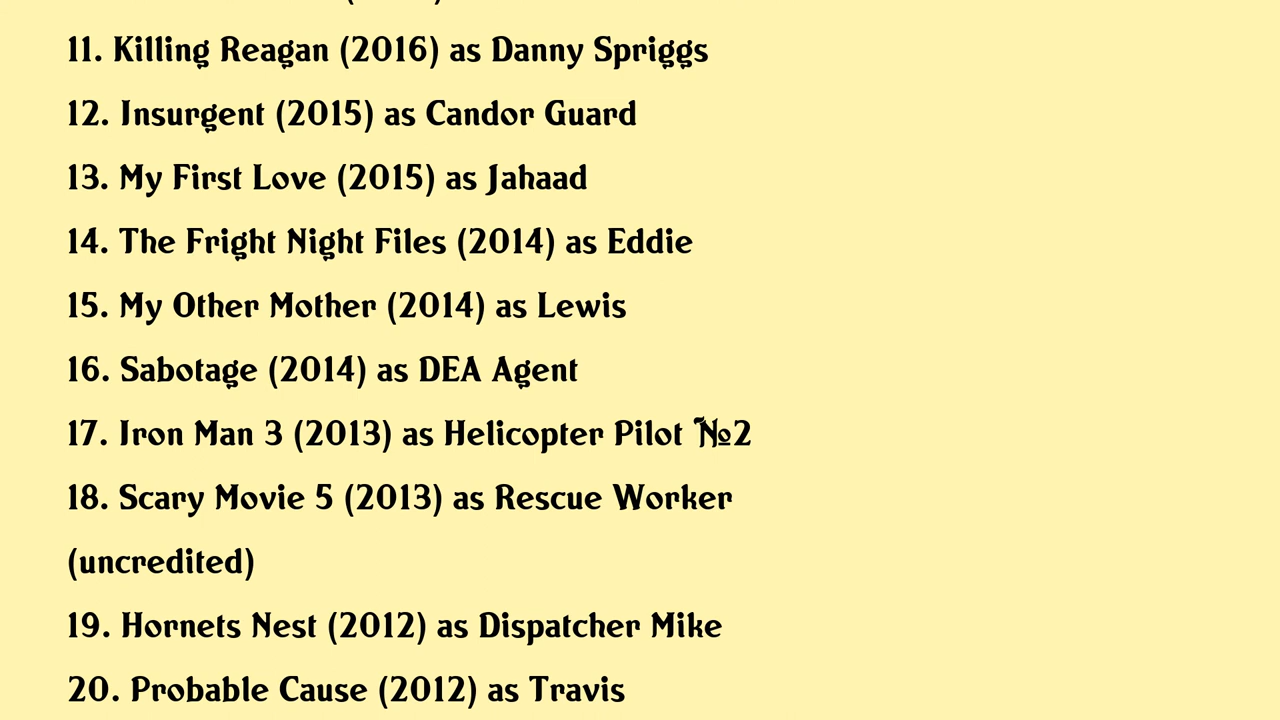 11. Killing Reagan (2016) as Danny Spriggs
12. Insurgent (2015) as Candor Guard
13. My First Love (2015) as Jahaad
14. The Fright Night Files (2014) as Eddie
15. My Other Mother (2014) as Lewis
16. Sabotage (2014) as DEA Agent
17. Iron Man 3 (2013) as Helicopter Pilot №2
18. Scary Movie 5 (2013) as Rescue Worker
(uncredited)
19. Hornets Nest (2012) as Dispatcher Mike
20. Probable Cause (2012) as Travis